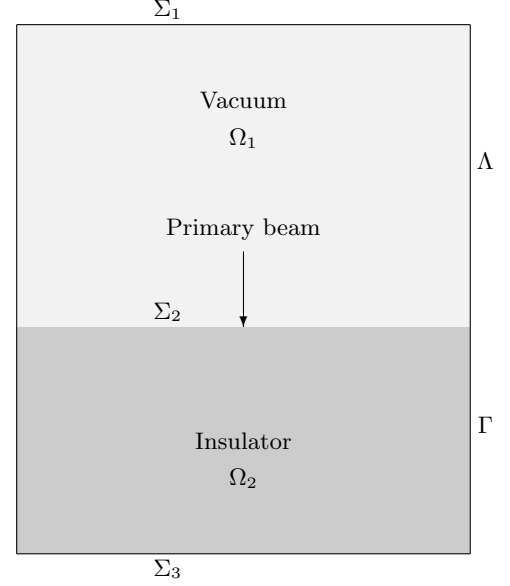 Σ₁
Vacuum
Ω₁
Λ
Primary beam
Σ₂
Γ
Insulator
Ω₂
Σ₃